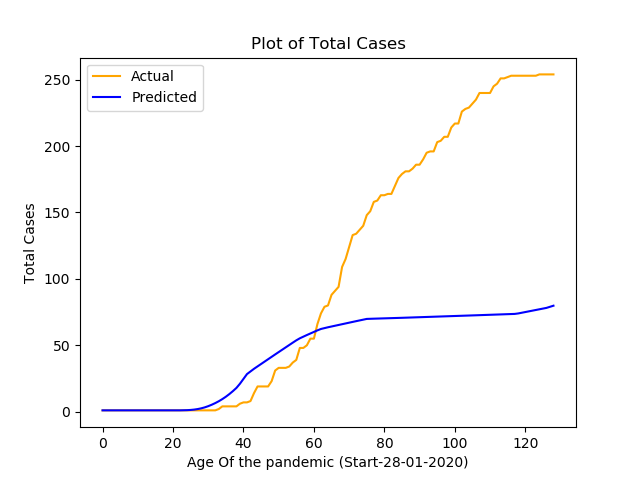 Plot of Total Cases
Actual
Predicted
250
200
150
100
50
0
Total Cases
0 20 40 60 80 100 120
Age Of the pandemic (Start-28-01-2020)